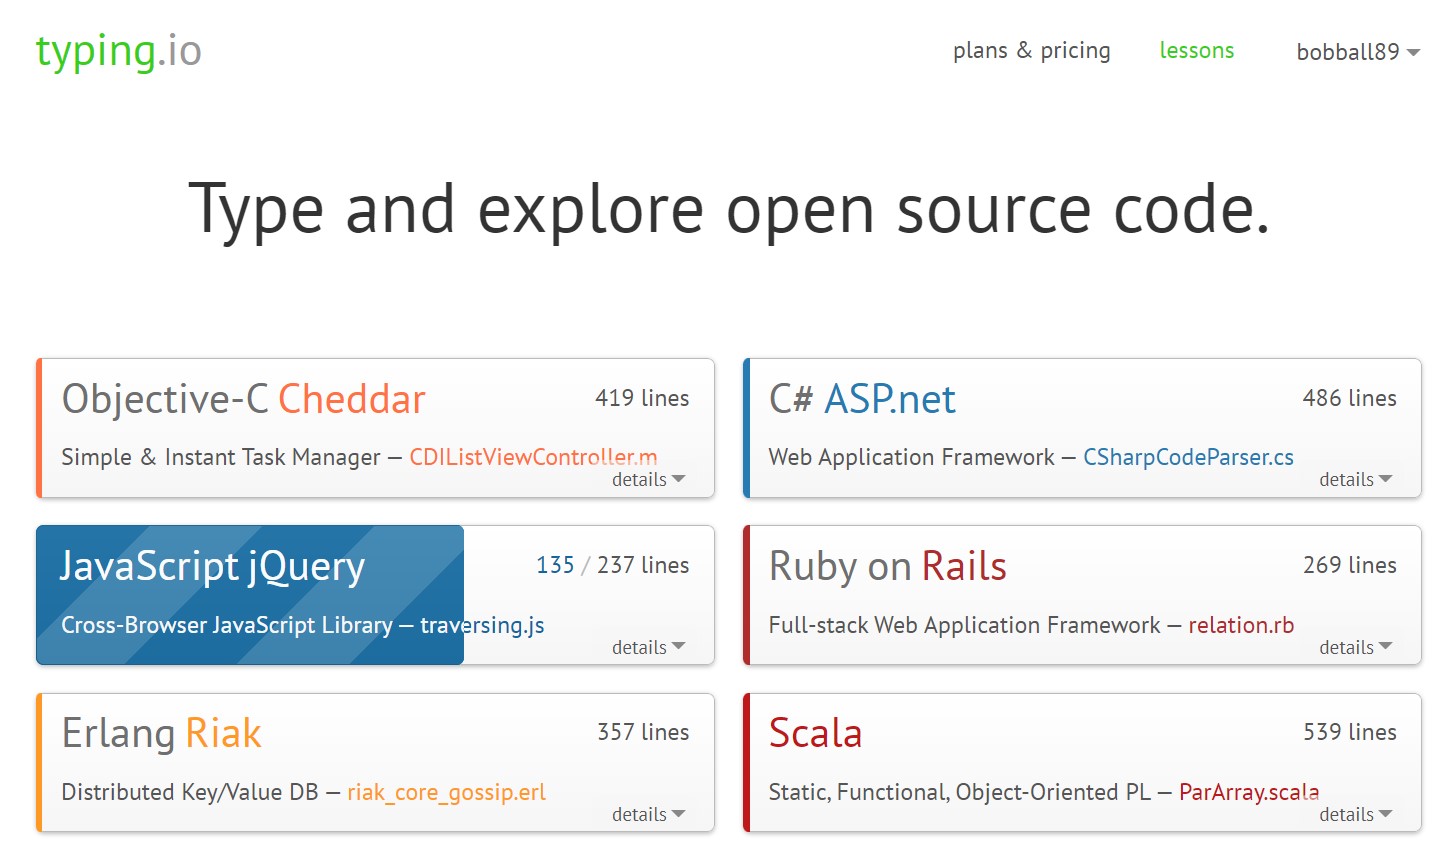 typing.io
plans & pricing
lessons
bobball89
Type and explore open source code.
Objective-C Cheddar
419 lines
Simple & Instant Task Manager — CDIListViewController.m
details
C# ASP.net
486 lines
Web Application Framework — CSharpCodeParser.cs
details
JavaScript jQuery
135 / 237 lines
Cross-Browser JavaScript Library — traversing.js
details
Ruby on Rails
269 lines
Full-stack Web Application Framework — relation.rb
details
Erlang Riak
357 lines
Distributed Key/Value DB — riak_core_gossip.erl
details
Scala
539 lines
Static, Functional, Object-Oriented PL — ParArray.scala
details